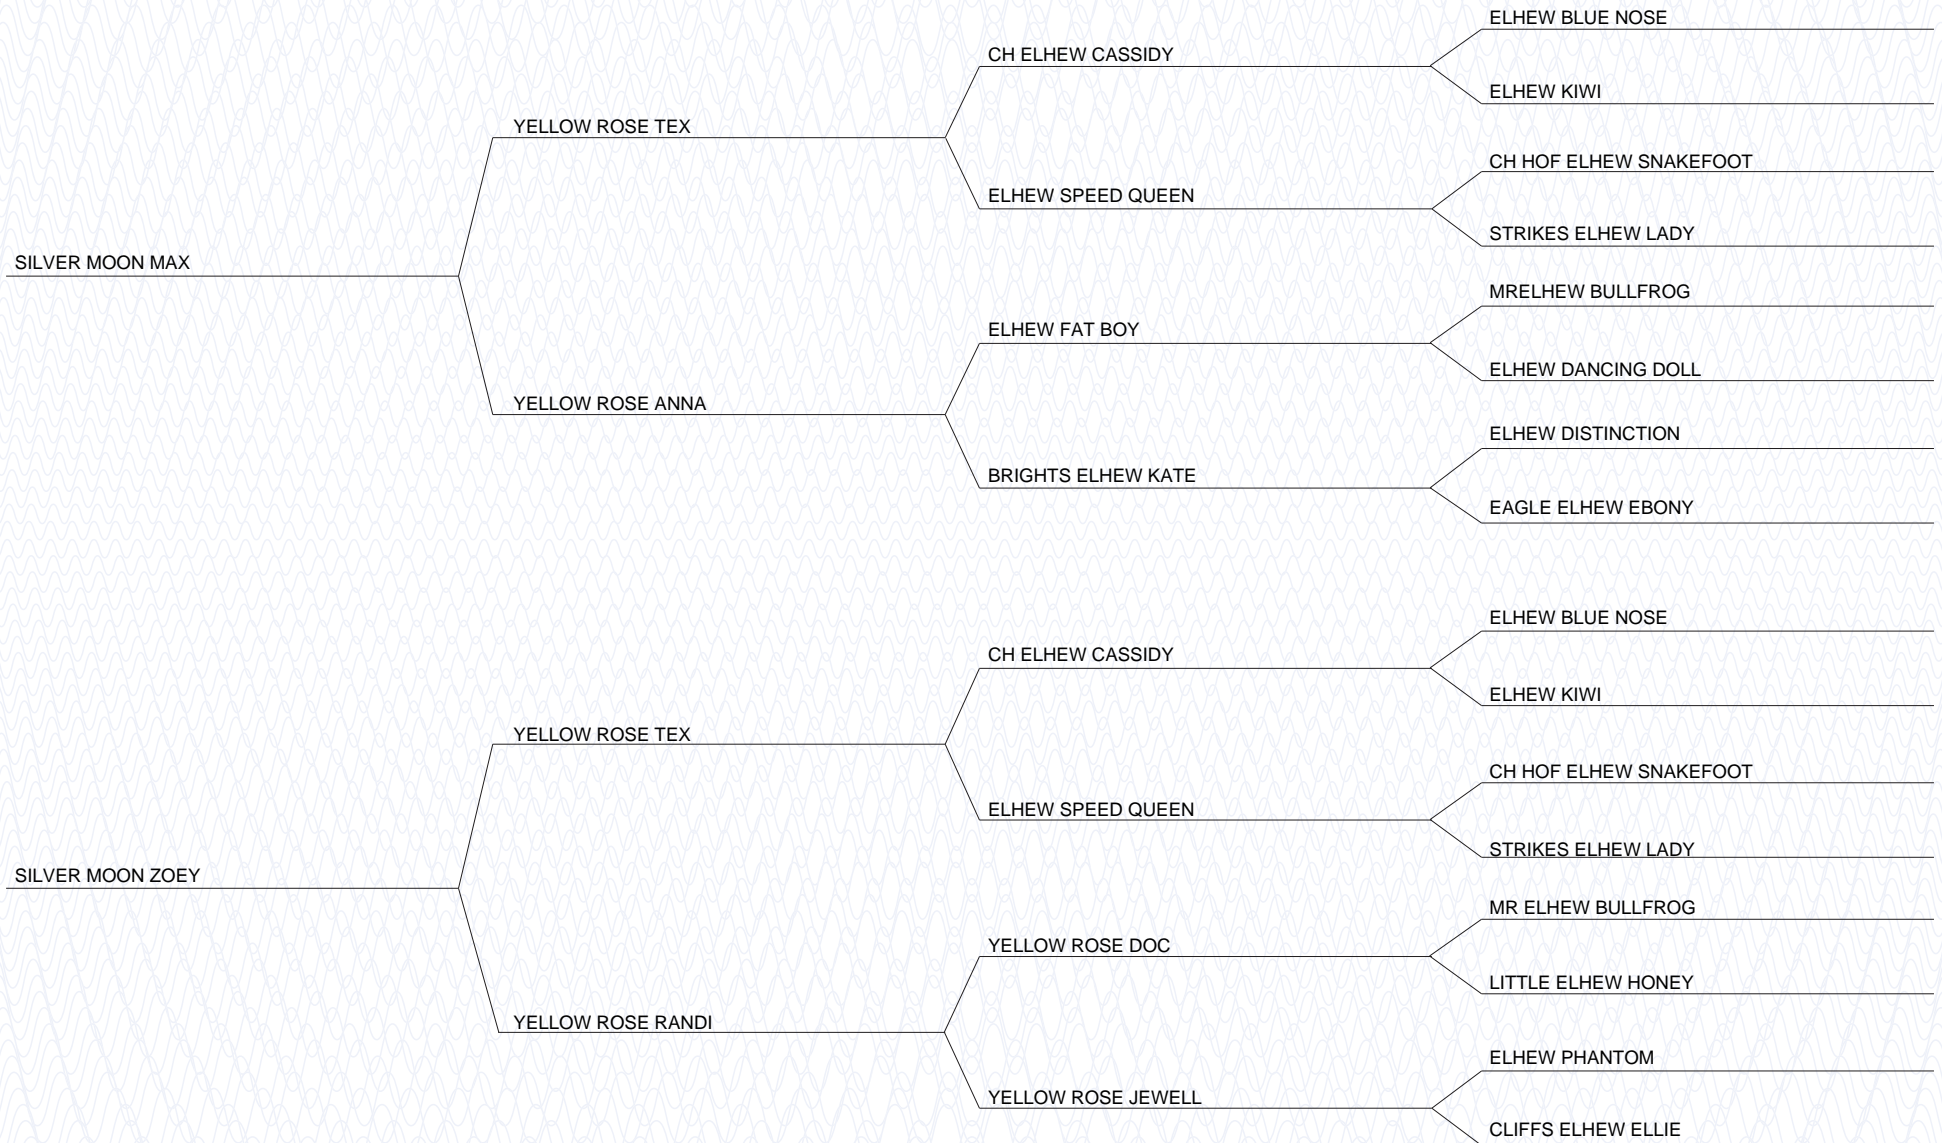 ELHEW BLUE NOSE
CH ELHEW CASSIDY
ELHEW KIWI
YELLOW ROSE TEX
CH HOF ELHEW SNAKEFOOT
ELHEW SPEED QUEEN
STRIKES ELHEW LADY
SILVER MOON MAX
MRELHEW BULLFROG
ELHEW FAT BOY
ELHEW DANCING DOLL
YELLOW ROSE ANNA
ELHEW DISTINCTION
BRIGHTS ELHEW KATE
EAGLE ELHEW EBONY
ELHEW BLUE NOSE
CH ELHEW CASSIDY
ELHEW KIWI
YELLOW ROSE TEX
CH HOF ELHEW SNAKEFOOT
ELHEW SPEED QUEEN
STRIKES ELHEW LADY
SILVER MOON ZOEY
MR ELHEW BULLFROG
YELLOW ROSE DOC
LITTLE ELHEW HONEY
YELLOW ROSE RANDI
ELHEW PHANTOM
YELLOW ROSE JEWELL
CLIFFS ELHEW ELLIE